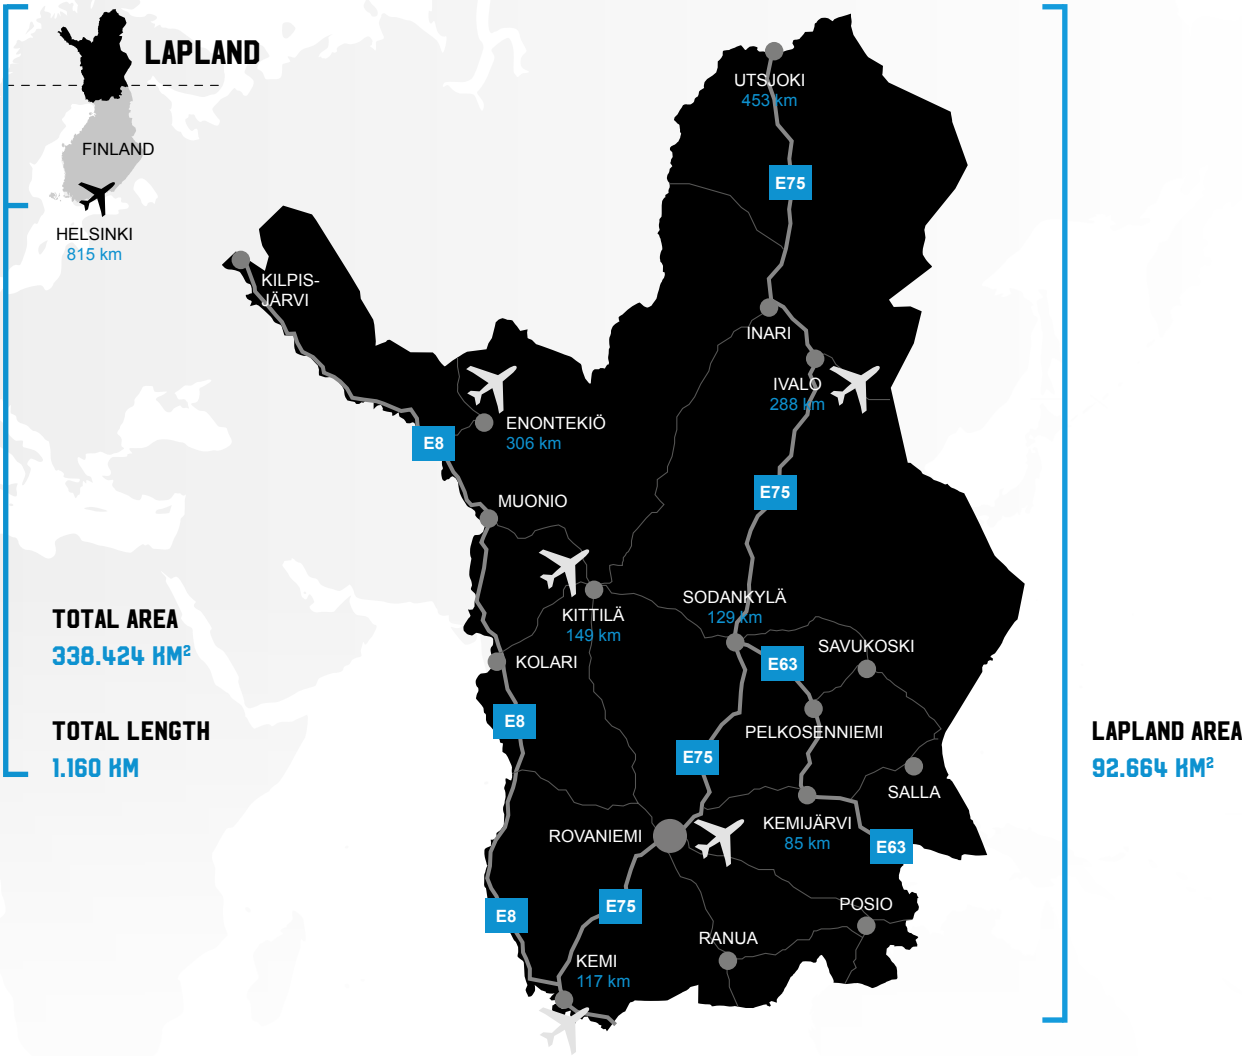 LAPLAND
FINLAND
HELSINKI
815 km
UTSJOKI
453 km
E75
KILPIS-
JÄRVI
INARI
IVALO
288 km
ENONTEKIÖ
306 km
E8
E75
MUONIO
KITTILÄ
149 km
SODANKYLÄ
129 km
SAVUKOSKI
E63
KOLARI
TOTAL AREA
338.424 KM²
E8
PELKOSENNIEMI
TOTAL LENGTH
1.160 KM
LAPLAND AREA
92.664 KM²
E75
SALLA
ROVANIEMI
KEMIJÄRVI
85 km
E63
E8
E75
POSIO
RANUA
KEMI
117 km